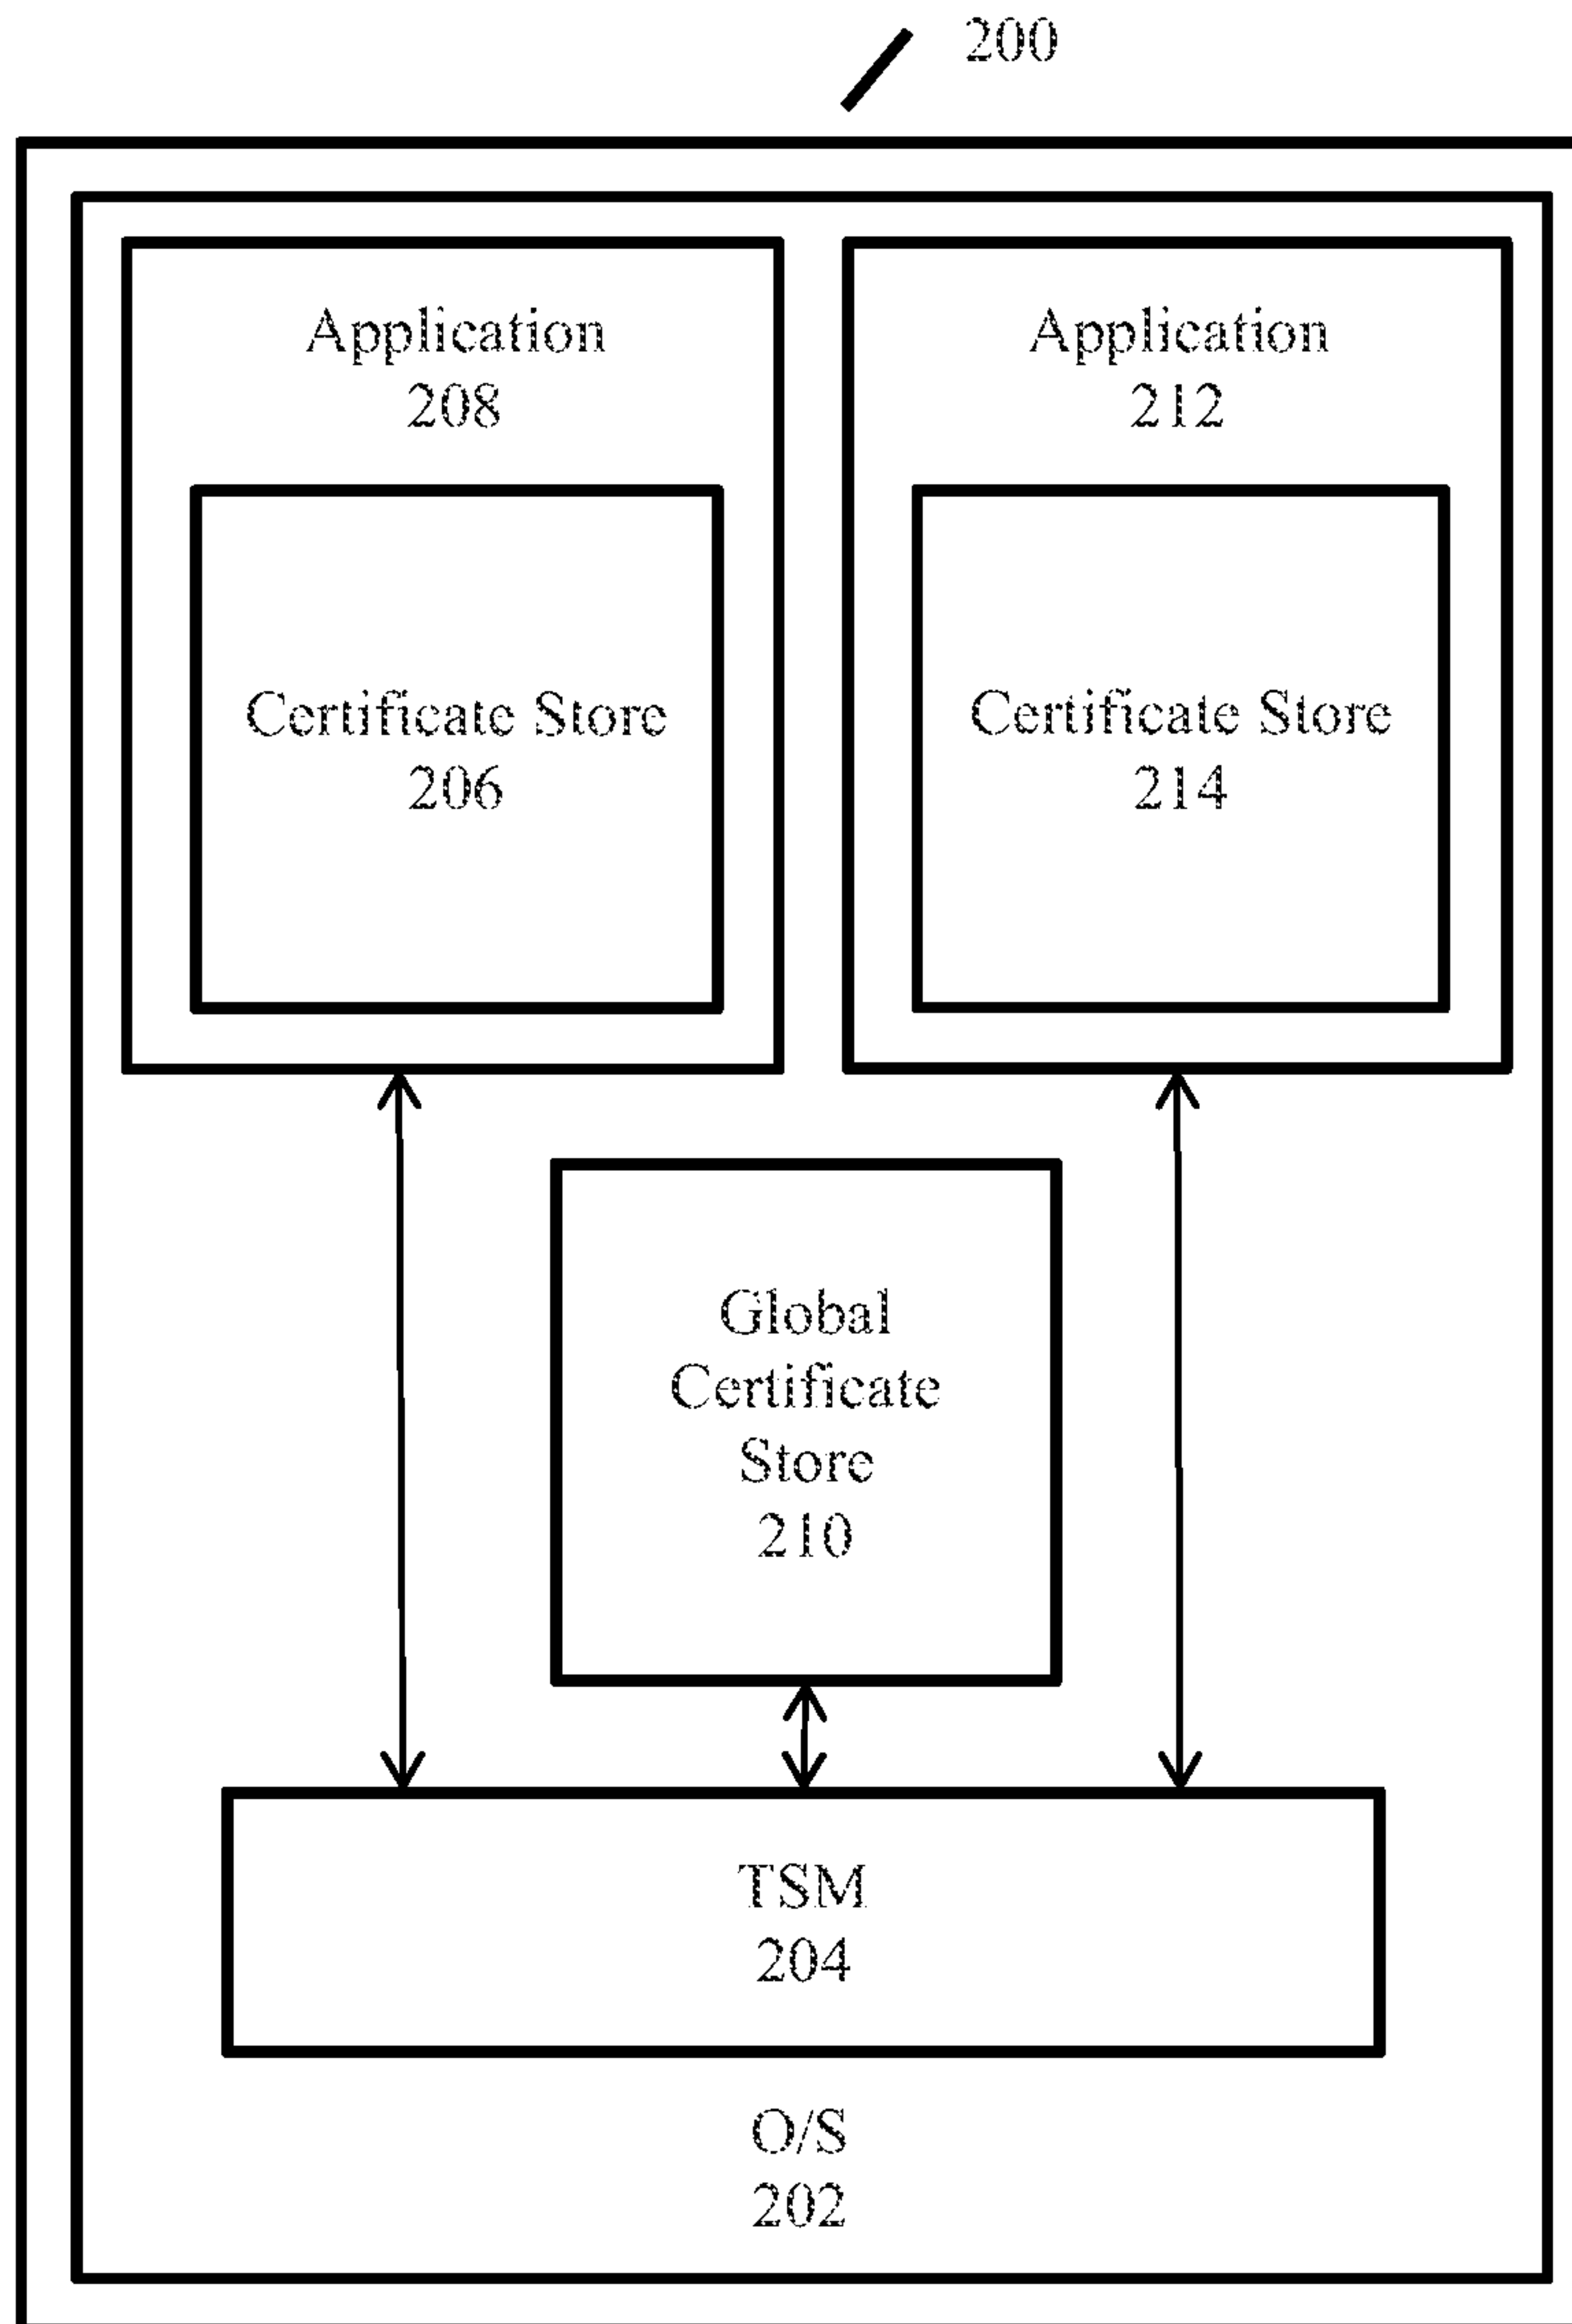 200
Application
208
Application
212
Certificate Store
206
Certificate Store
214
Global
Certificate
Store
210
TSM
204
O/S
202